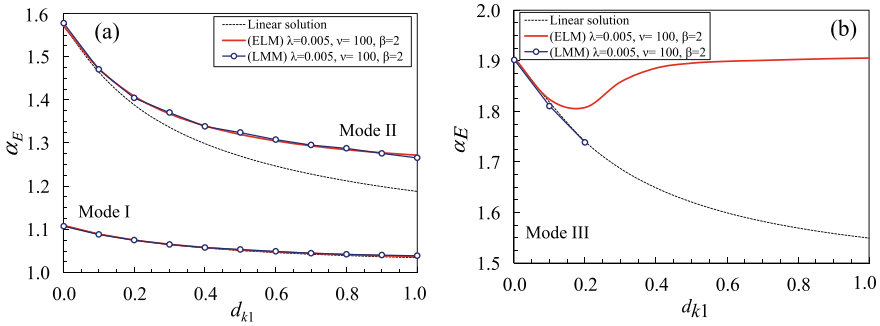 (a)
Linear solution
(ELM) λ=0.005, ν= 100, β=2
(LMM) λ=0.005, ν= 100, β=2
Mode II
Mode I
1.6
1.5
1.4
1.3
1.2
1.1
1.0
αE
0.0 0.2 0.4 0.6 0.8 1.0
dk1
(b)
Linear solution
(ELM) λ=0.005, ν= 100, β=2
(LMM) λ=0.005, ν= 100, β=2
Mode III
2.0
1.9
1.8
1.7
1.6
1.5
αE
0.0 0.2 0.4 0.6 0.8 1.0
dk1